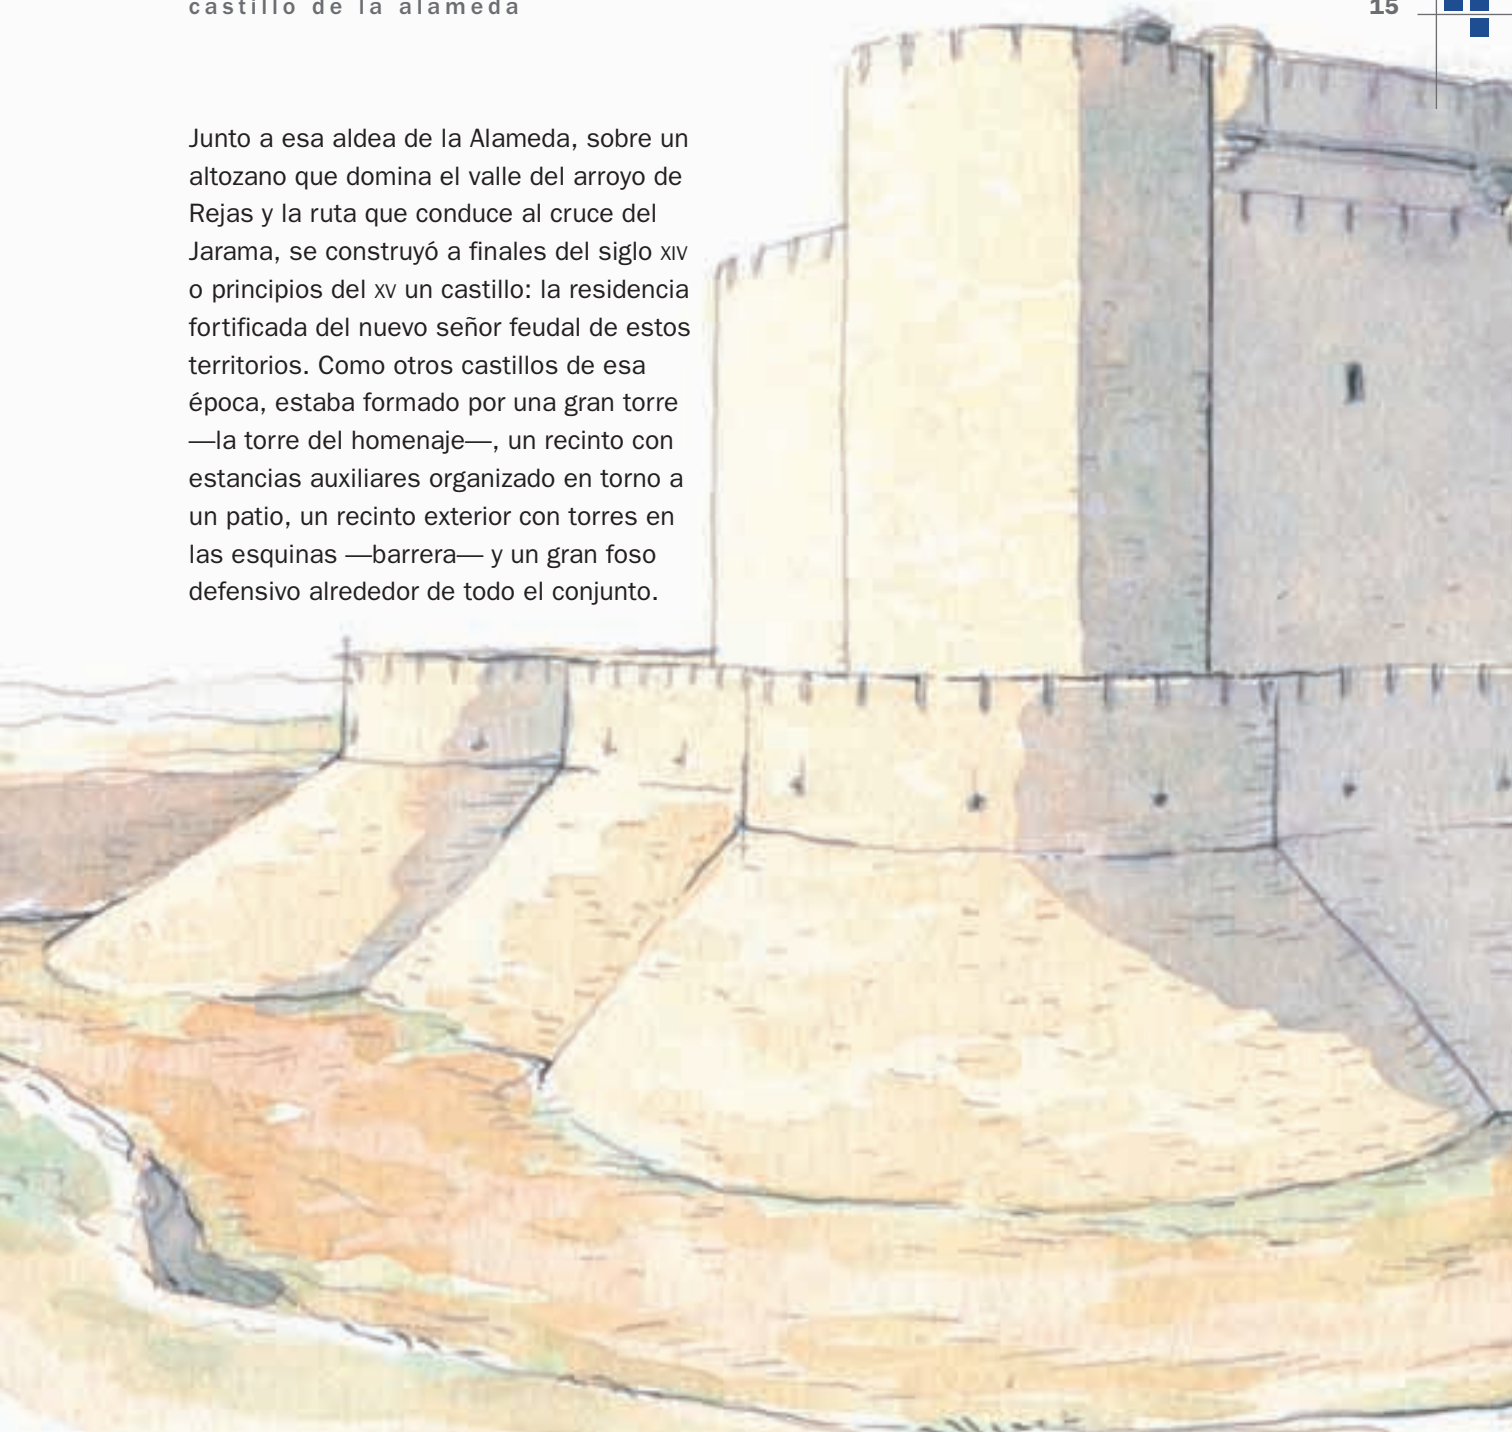 castillo de la alameda
15
Junto a esa aldea de la Alameda, sobre un
altozano que domina el valle del arroyo de
Rejas y la ruta que conduce al cruce del
Jarama, se construyó a finales del siglo XIV
o principios del XV un castillo: la residencia
fortificada del nuevo señor feudal de estos
territorios. Como otros castillos de esa
época, estaba formado por una gran torre
—la torre del homenaje—, un recinto con
estancias auxiliares organizado en torno a
un patio, un recinto exterior con torres en
las esquinas —barrera— y un gran foso
defensivo alrededor de todo el conjunto.